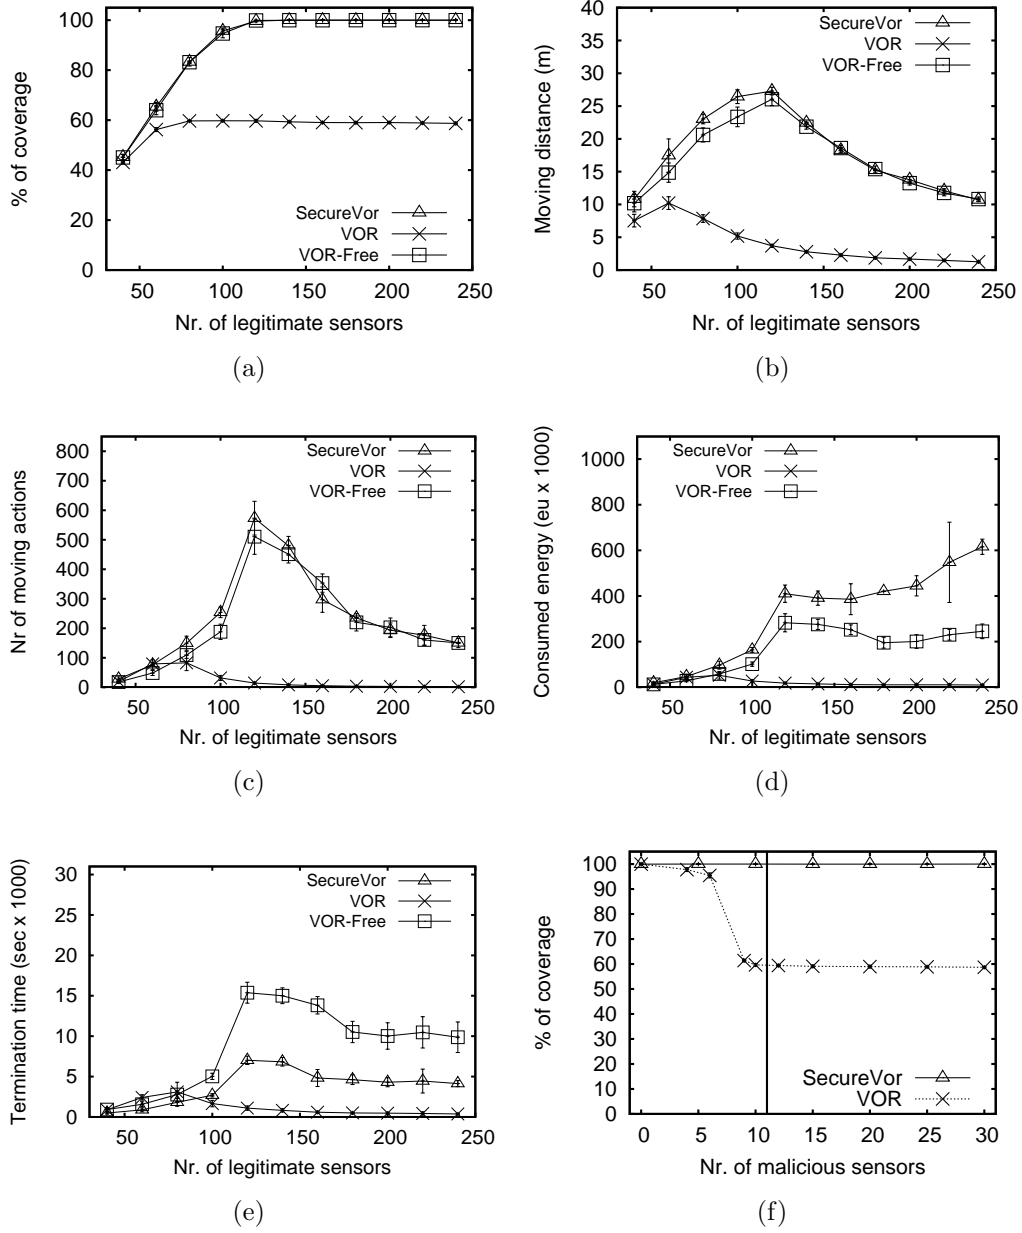 100
80
60
40
20
0
% of coverage
SecureVor
VOR
VOR-Free
50 100 150 200 250
Nr. of legitimate sensors
(a)
40
35
30
25
20
15
10
5
0
Moving distance (m)
SecureVor
VOR
VOR-Free
50 100 150 200 250
Nr. of legitimate sensors
(b)
800
700
600
500
400
300
200
100
0
Nr of moving actions
SecureVor
VOR
VOR-Free
50 100 150 200 250
Nr. of legitimate sensors
(c)
1000
800
600
400
200
0
Consumed energy (eu x 1000)
SecureVor
VOR
VOR-Free
50 100 150 200 250
Nr. of legitimate sensors
(d)
30
25
20
15
10
5
0
Termination time (sec x 1000)
SecureVor
VOR
VOR-Free
50 100 150 200 250
Nr. of legitimate sensors
(e)
100
90
80
70
60
50
40
30
20
10
0
% of coverage
SecureVor
VOR
0 5 10 15 20 25 30
Nr. of malicious sensors
(f)